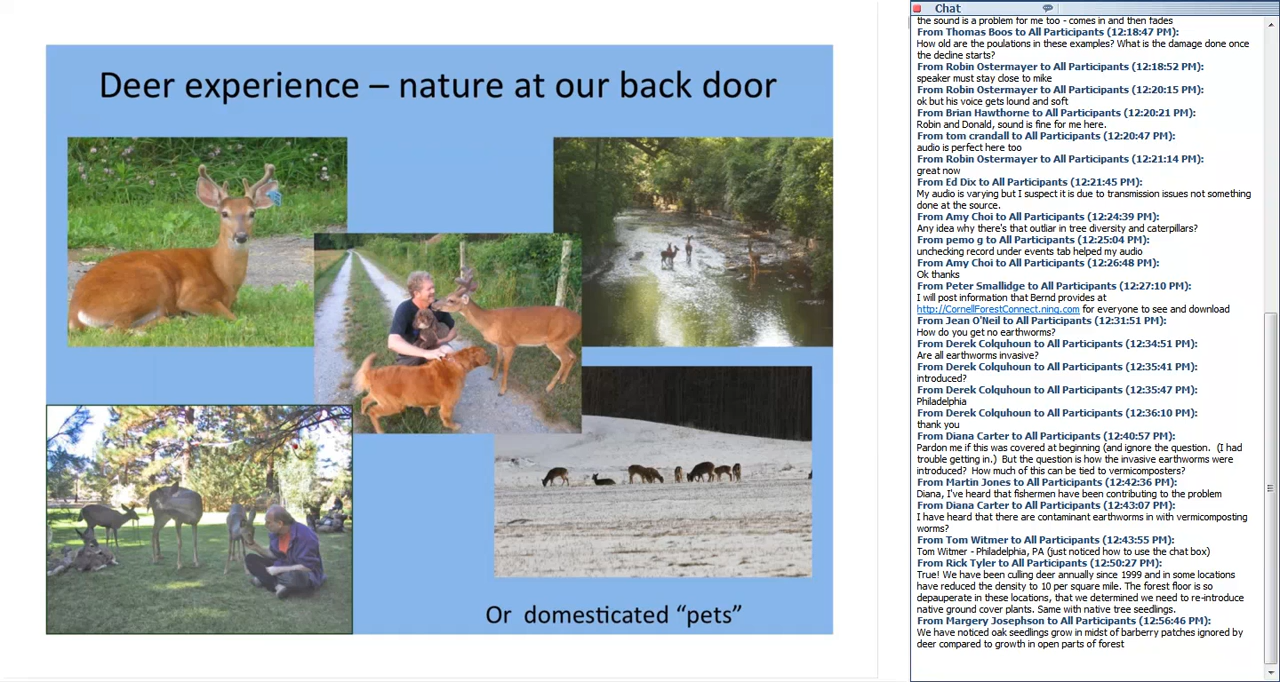 Deer experience – nature at our back door
Or domesticated “pets”
Chat
the sound is a problem for me too - comes in and then fades
From Thomas Boos to All Participants (12:18:47 PM):
How old are the poulations in these examples? What is the damage done once
the decline starts?
From Robin Ostermayer to All Participants (12:18:52 PM):
speaker must stay close to mike
From Robin Ostermayer to All Participants (12:20:15 PM):
ok but his voice gets lound and soft
From Brian Hawthorne to All Participants (12:20:21 PM):
Robin and Donald, sound is fine for me here.
From tom crandall to All Participants (12:20:47 PM):
audio is perfect here too
From Robin Ostermayer to All Participants (12:21:14 PM):
great now
From Ed Dix to All Participants (12:21:45 PM):
My audio is varying but I suspect it is due to transmission issues not something
done at the source.
From Amy Choi to All Participants (12:24:39 PM):
Any idea why there's that outliar in tree diversity and caterpillars?
From pemo g to All Participants (12:25:04 PM):
unchecking record under events tab helped my audio
From Amy Choi to All Participants (12:26:48 PM):
Ok thanks
From Peter Smallidge to All Participants (12:27:10 PM):
I will post information that Bernd provides at
http://CornellForestConnect.ning.com for everyone to see and download
From Jean O'Neil to All Participants (12:31:51 PM):
How do you get no earthworms?
From Derek Colquhoun to All Participants (12:34:51 PM):
Are all earthworms invasive?
From Derek Colquhoun to All Participants (12:35:41 PM):
introduced?
From Derek Colquhoun to All Participants (12:35:47 PM):
Philadelphia
From Derek Colquhoun to All Participants (12:36:10 PM):
thank you
From Diana Carter to All Participants (12:40:57 PM):
Pardon me if this was covered at beginning (and ignore the question. (I had
trouble getting in.) But the question is how the invasive earthworms were
introduced? How much of this can be tied to vermicomposters?
From Martin Jones to All Participants (12:42:36 PM):
Diana, I've heard that fishermen have been contributing to the problem
From Diana Carter to All Participants (12:43:07 PM):
I have heard that there are contaminant earthworms in with vermicomposting
worms?
From Tom Witmer to All Participants (12:43:55 PM):
Tom Witmer - Philadelphia, PA (just noticed how to use the chat box)
From Rick Tyler to All Participants (12:50:27 PM):
True! We have been culling deer annually since 1999 and in some locations
have reduced the density to 10 per square mile. The forest floor is so
depauperate in these locations, that we determined we need to re-introduce
native ground cover plants. Same with native tree seedlings.
From Margery Josephson to All Participants (12:56:46 PM):
We have noticed oak seedlings grow in midst of barberry patches ignored by
deer compared to growth in open parts of forest